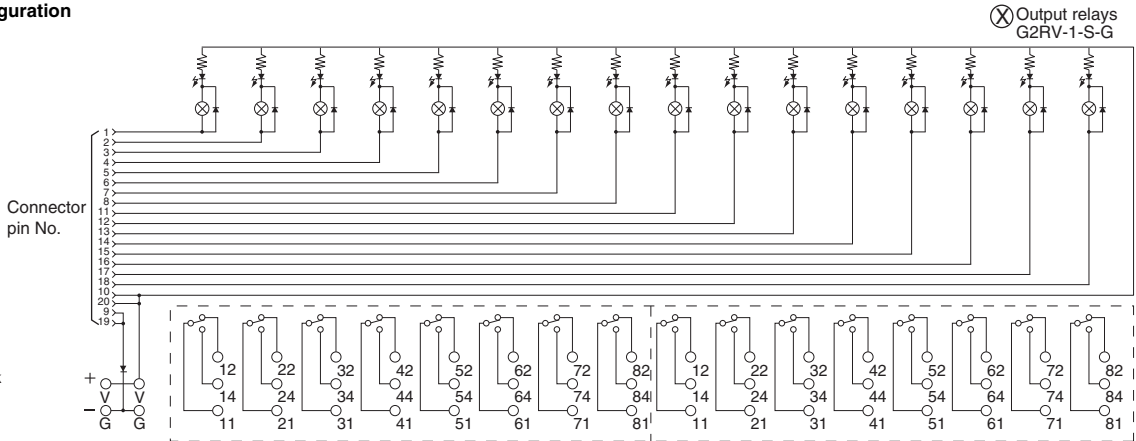 guration
Output relays
G2RV-1-S-G
Connector
pin No.
1
2
3
4
5
6
7
8
11
12
13
14
15
16
17
18
10
20
9
19
12 22 32 42 52 62 72 82 12 22 32 42 52 62 72 82
+ V V 14 24 34 44 54 64 74 84 14 24 34 44 54 64 74 84
– G G 11 21 31 41 51 61 71 81 11 21 31 41 51 61 71 81